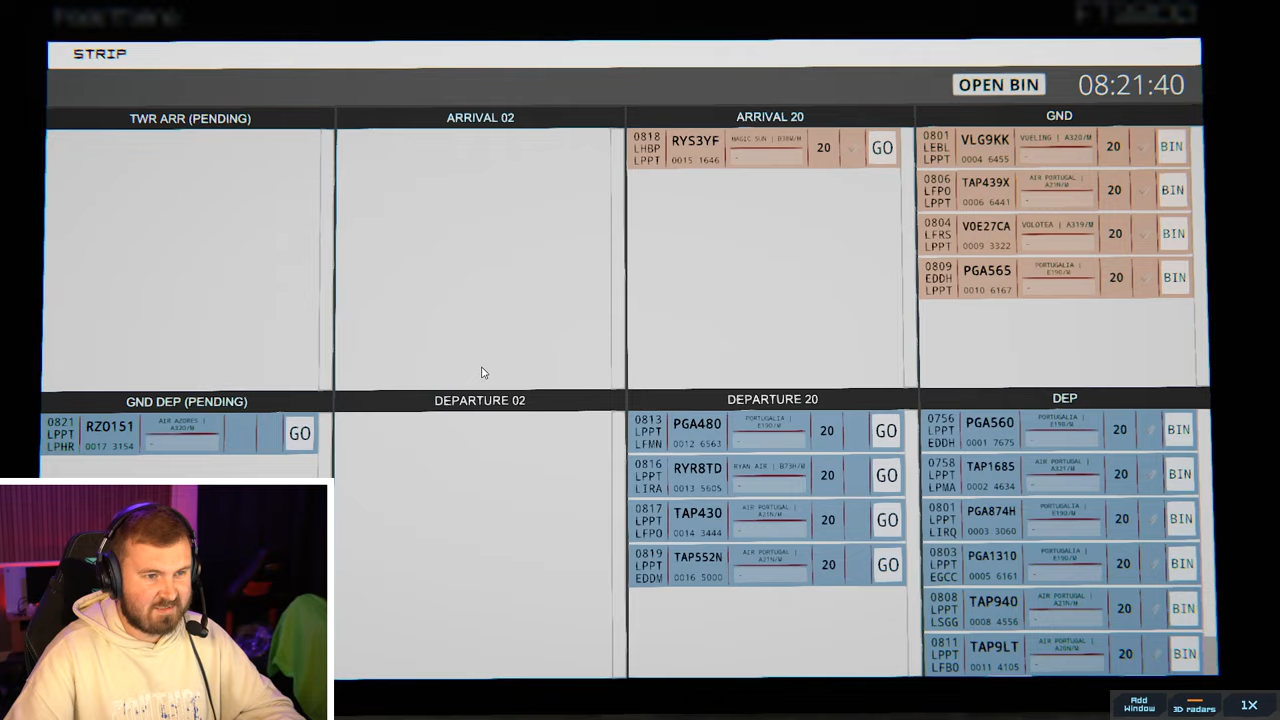 STRIP
OPEN BIN 08:21:40
TWR ARR (PENDING)
ARRIVAL 02
ARRIVAL 20
0818 RYS3YF MAGIC SUN | B38M/M 20 GO
LHBP
LPPT 0015 1646 -
GND
0801 VLG9KK VUELING | A320/M 20 BIN
LEBL
LPPT 0004 6455 -
0806 TAP439X AIR PORTUGAL | A21N/M 20 BIN
LFPO
LPPT 0006 6441 -
0804 VOE27CA VOLOTEA | A319/M 20 BIN
LFRS
LPPT 0009 3322 -
0809 PGA565 PORTUGALIA | E190/M 20 BIN
EDDH
LPPT 0010 6167 -
GND DEP (PENDING)
0821 RZO151 AIR AZORES | A320/M GO
LPPT
LPHR 0017 3154 -
DEPARTURE 02
DEPARTURE 20
0813 PGA480 PORTUGALIA | E190/M 20 GO
LPPT
LFMN 0012 6563 -
0816 RYR8TD RYAN AIR | B73H/M 20 GO
LPPT
LIRA 0013 5605 -
0817 TAP430 AIR PORTUGAL | A21N/M 20 GO
LPPT
LFPO 0014 3444 -
0819 TAP552N AIR PORTUGAL | A21N/M 20 GO
LPPT
EDDM 0016 5000 -
DEP
0756 PGA560 PORTUGALIA | E190/M 20 BIN
LPPT
EDDH 0001 7675 -
0758 TAP1685 AIR PORTUGAL | A32T/M 20 BIN
LPPT
LPMA 0002 4634 -
0801 PGA874H PORTUGALIA | E190/M 20 BIN
LPPT
LIRQ 0003 3060 -
0803 PGA1310 PORTUGALIA | E190/M 20 BIN
LPPT
EGCC 0005 6161 -
0808 TAP940 AIR PORTUGAL | A21N/M 20 BIN
LPPT
LSGG 0008 4556 -
0811 TAP9LT AIR PORTUGAL | A20N/M 20 BIN
LPPT
LFBO 0011 4105 -
Add Window
3D radars
1X